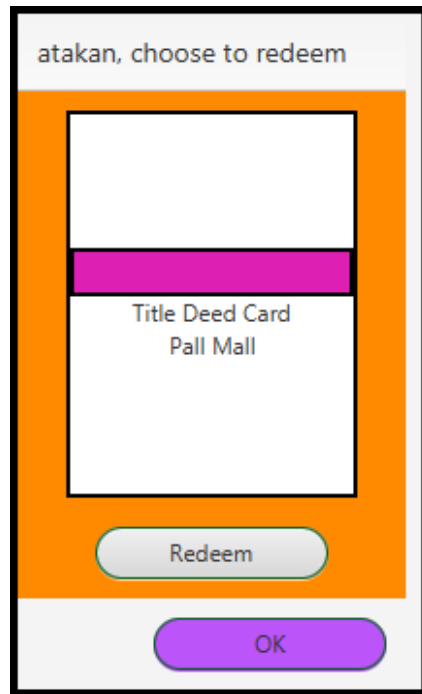 atakan, choose to redeem
Title Deed Card
Pall Mall
Redeem
OK